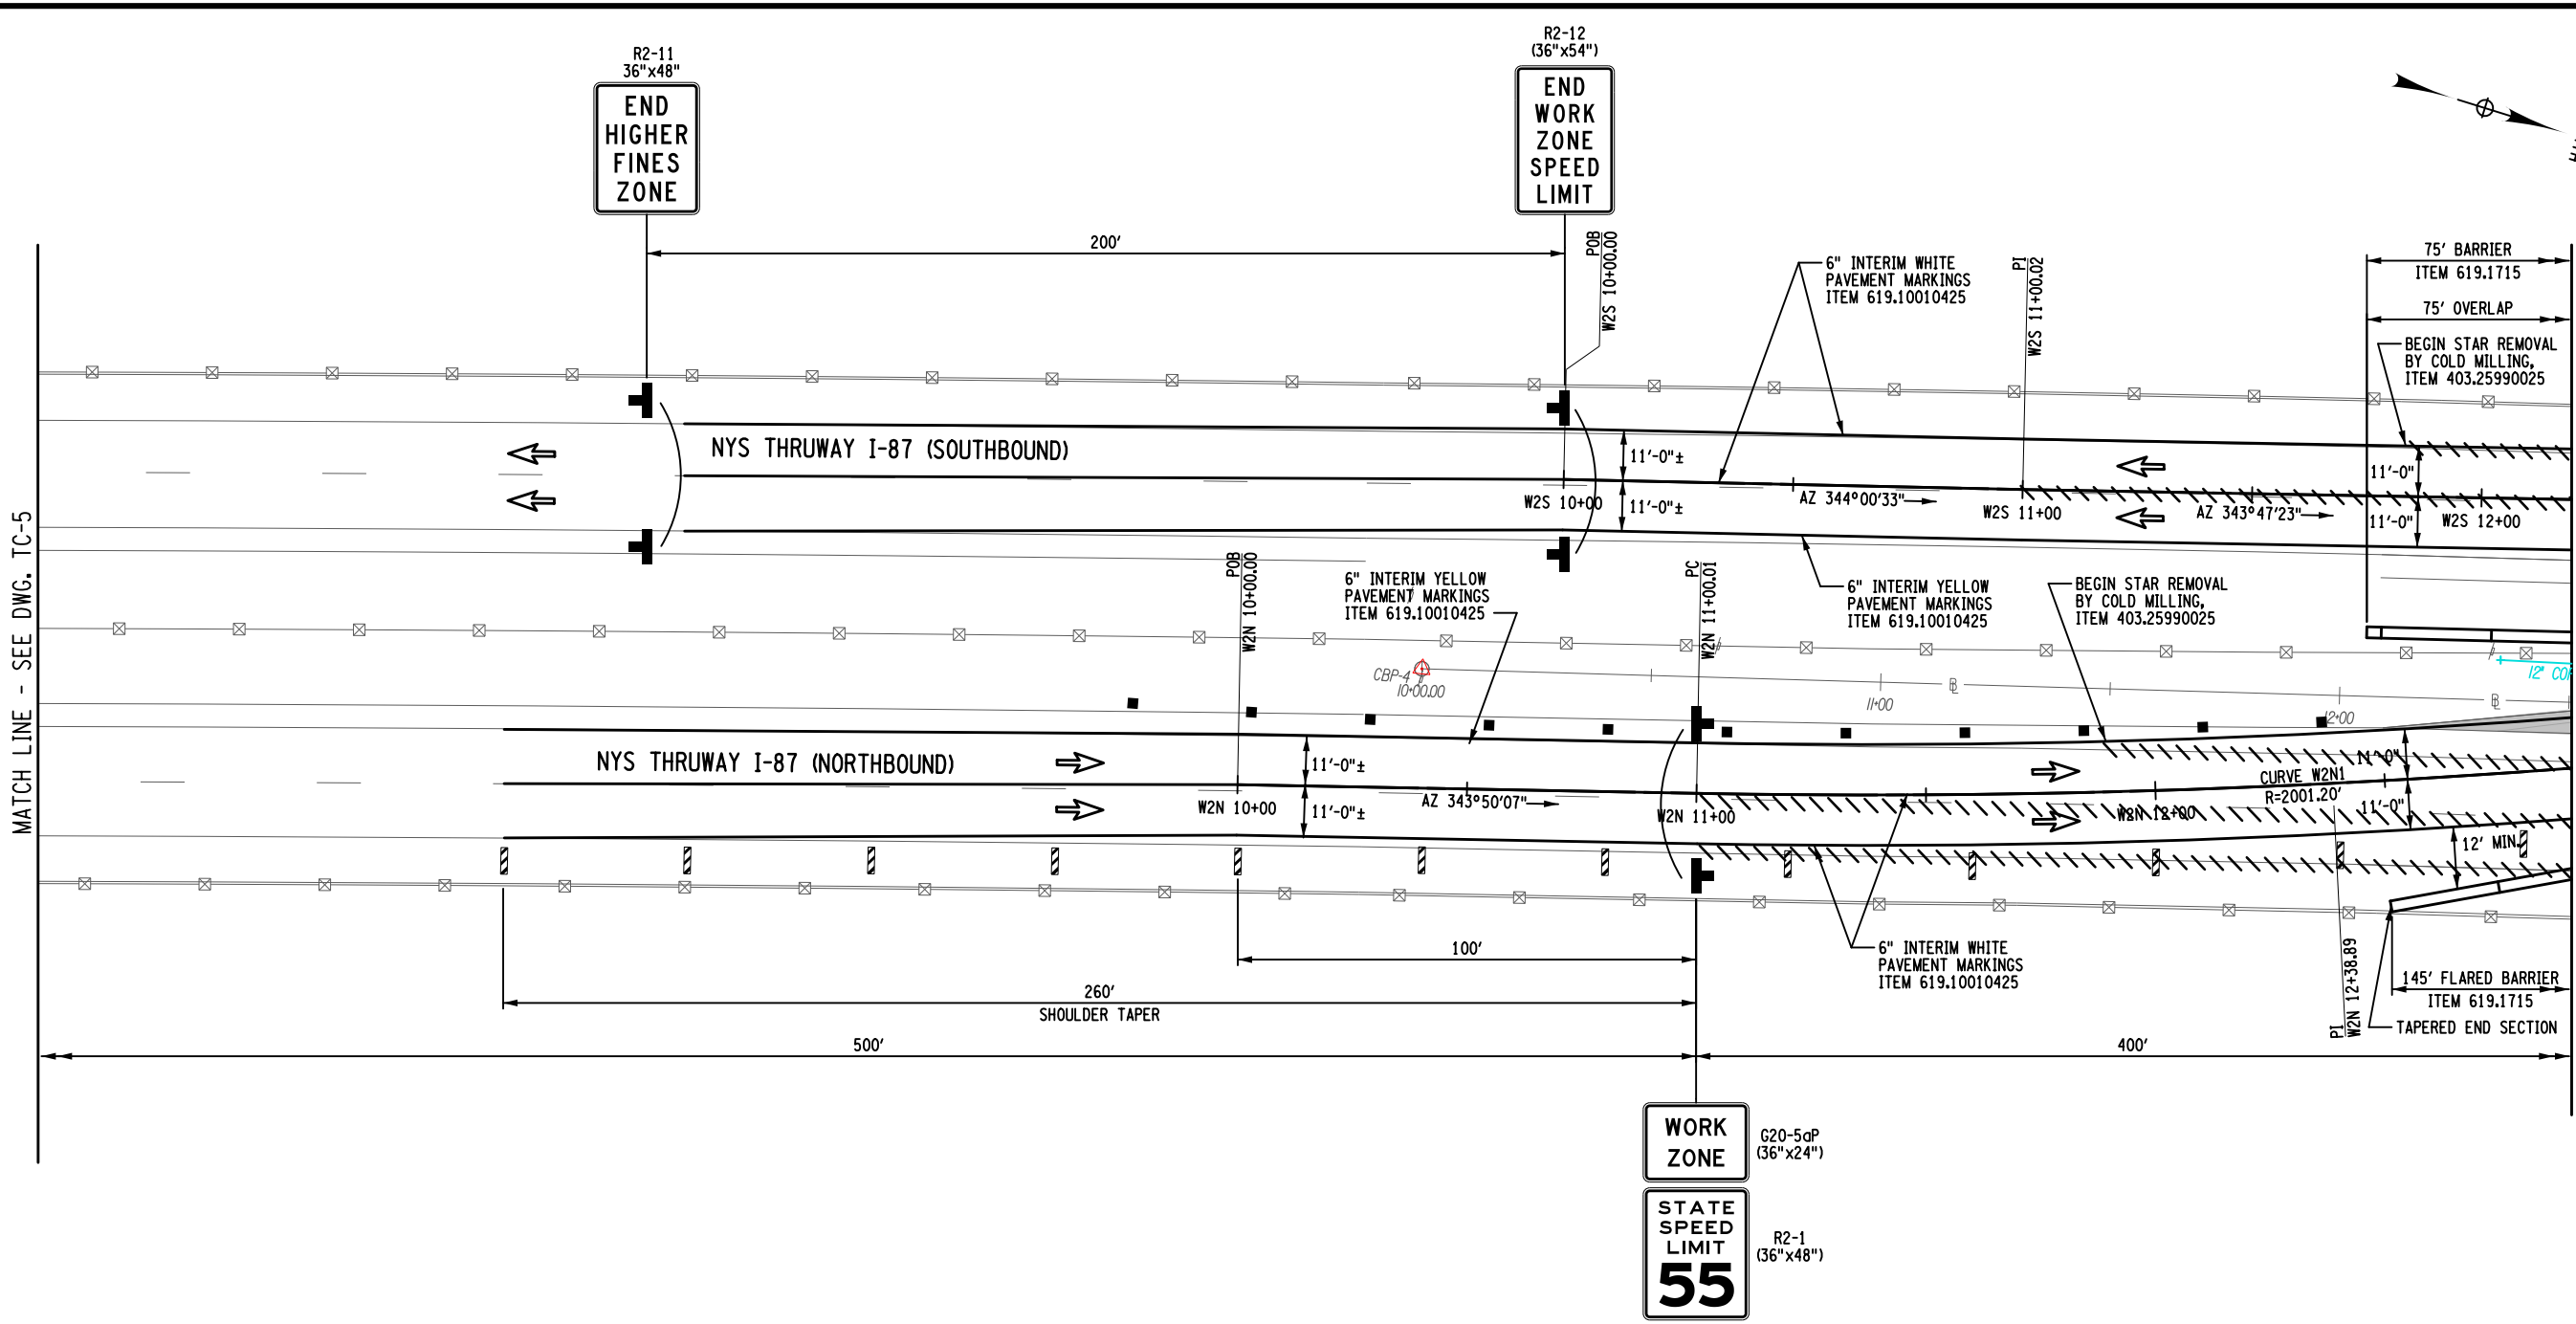 R2-11
36"x48"
END
HIGHER
FINES
ZONE
R2-12
(36"x54")
END
WORK
ZONE
SPEED
LIMIT
200'
POB
W2S 10+00.00
6" INTERIM WHITE
PAVEMENT MARKINGS
ITEM 619.10010425
PI
W2S 11+00.02
75' BARRIER
ITEM 619.1715
75' OVERLAP
BEGIN STAR REMOVAL
BY COLD MILLING,
ITEM 403.25990025
NYS THRUWAY I-87 (SOUTHBOUND)
11'-0"±
11'-0"±
W2S 10+00
AZ 344°00'33"
W2S 11+00
AZ 343°47'23"
11'-0"
11'-0"
W2S 12+00
MATCH LINE - SEE DWG. TC-5
POB
W2N 10+00.00
6" INTERIM YELLOW
PAVEMENT MARKINGS
ITEM 619.10010425
PC
W2N 11+00.01
6" INTERIM YELLOW
PAVEMENT MARKINGS
ITEM 619.10010425
BEGIN STAR REMOVAL
BY COLD MILLING,
ITEM 403.25990025
CBP-4
10+00.00
11+00
12+00
12" CO
NYS THRUWAY I-87 (NORTHBOUND)
11'-0"±
11'-0"±
W2N 10+00
AZ 343°50'07"
W2N 11+00
W2N 12+00
CURVE W2N1
R=2001.20'
11'-0"
11'-0"
12' MIN.
100'
6" INTERIM WHITE
PAVEMENT MARKINGS
ITEM 619.10010425
PI
W2N 12+38.89
145' FLARED BARRIER
ITEM 619.1715
TAPERED END SECTION
260'
SHOULDER TAPER
500'
400'
WORK
ZONE
G20-5aP
(36"x24")
STATE
SPEED
LIMIT
55
R2-1
(36"x48")